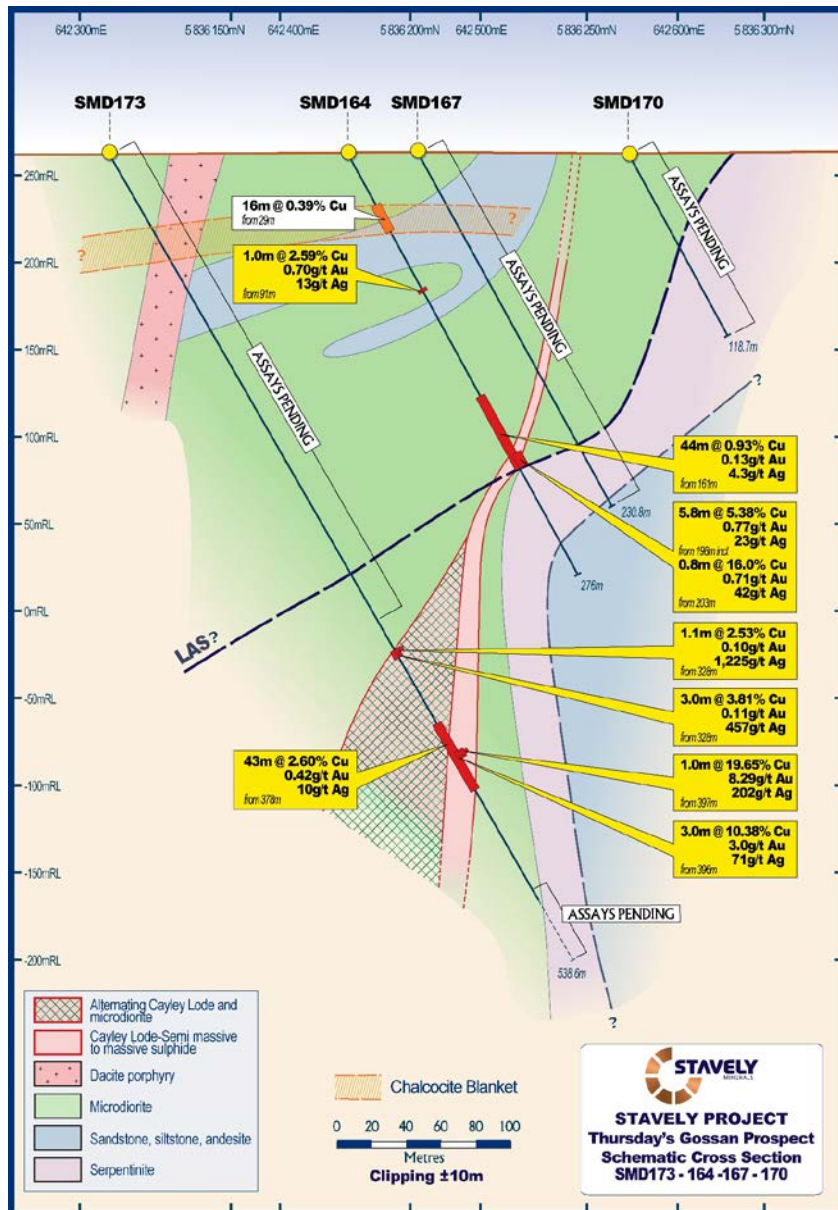 642 300mE
5 836 150mN
642 400mE
5 836 200mN
642 500mE
5 836 250mN
642 600mE
5 836 300mN
SMD173
SMD164
SMD167
SMD170
250mRL
200mRL
150mRL
100mRL
50mRL
0mRL
-50mRL
-100mRL
-150mRL
-200mRL
16m @ 0.39% Cu
from 29m
?
?
1.0m @ 2.59% Cu
0.70g/t Au
13g/t Ag
from 91m
ASSAYS PENDING
ASSAYS PENDING
ASSAYS PENDING
118.7m
?
230.8m
276m
44m @ 0.93% Cu
0.13g/t Au
4.3g/t Ag
from 161m
5.8m @ 5.38% Cu
0.77g/t Au
23g/t Ag
from 198m incl
0.8m @ 16.0% Cu
0.71g/t Au
42g/t Ag
from 203m
LAS?
1.1m @ 2.53% Cu
0.10g/t Au
1,225g/t Ag
from 328m
3.0m @ 3.81% Cu
0.11g/t Au
457g/t Ag
from 328m
43m @ 2.60% Cu
0.42g/t Au
10g/t Ag
from 378m
1.0m @ 19.65% Cu
8.29g/t Au
202g/t Ag
from 397m
3.0m @ 10.38% Cu
3.0g/t Au
71g/t Ag
from 396m
ASSAYS PENDING
538.6m
?
Alternating Cayley Lode and
microdiorite
Cayley Lode-Semi massive
to massive sulphide
Dacite porphyry
Microdiorite
Sandstone, siltstone, andesite
Serpentinite
Chalcocite Blanket
0 20 40 60 80 100
Metres
Clipping ±10m
STAVELY
MINERALS
STAVELY PROJECT
Thursday's Gossan Prospect
Schematic Cross Section
SMD173 - 164 -167 - 170